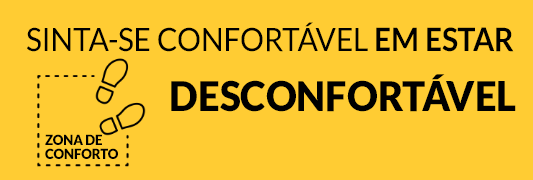 SINTA-SE CONFORTÁVEL EM ESTAR
DESCONFORTÁVEL
ZONA DE
CONFORTO